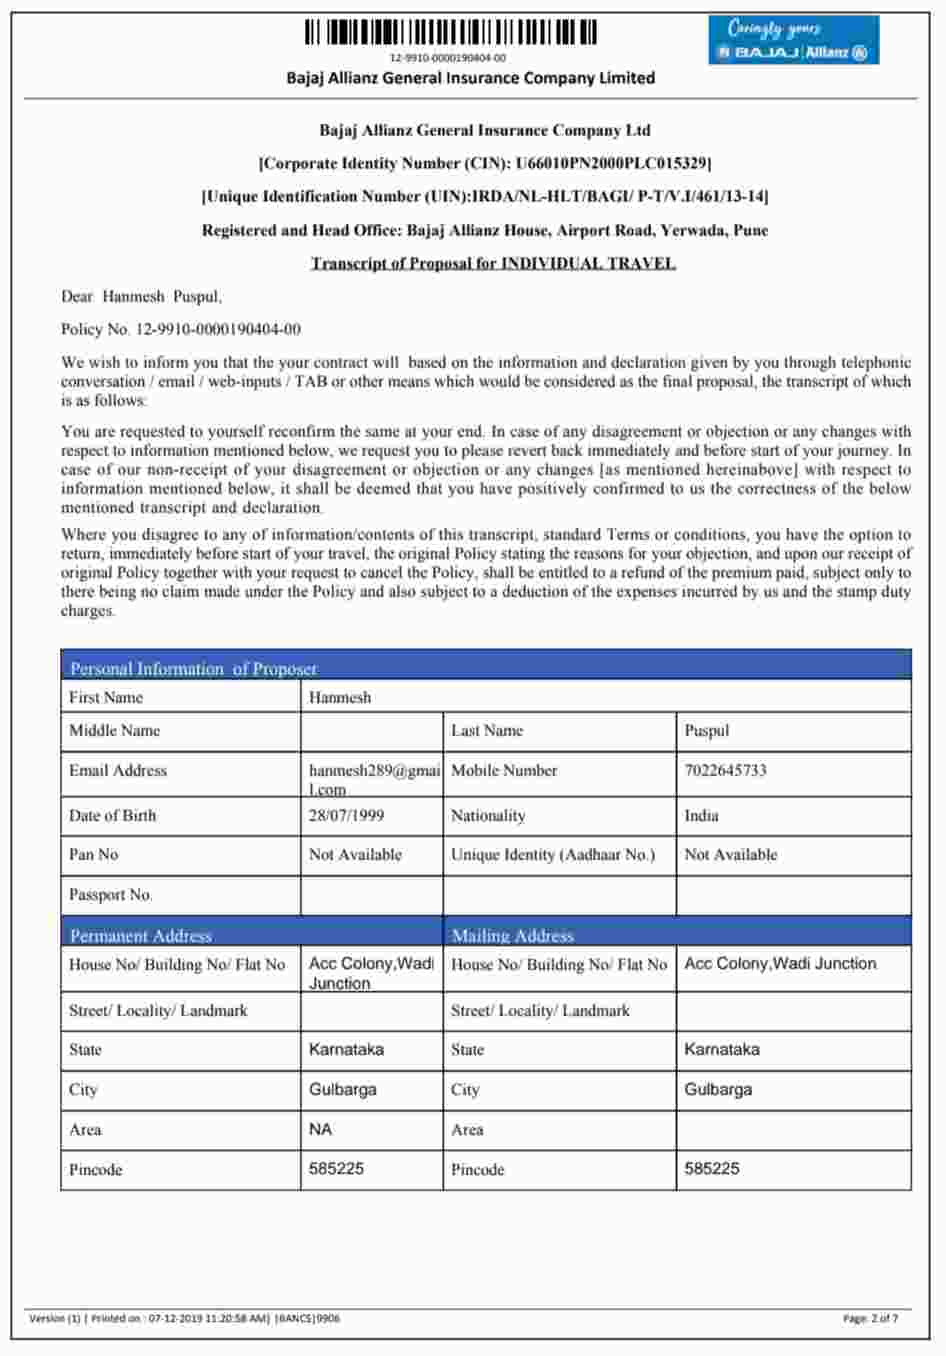 Caringly yours
BAJAJ | Allianz
12-9910-0000190404-00
Bajaj Allianz General Insurance Company Limited
Bajaj Allianz General Insurance Company Ltd
[Corporate Identity Number (CIN): U66010PN2000PLC015329]
[Unique Identification Number (UIN):IRDA/NL-HLT/BAGI/ P-T/V.I/461/13-14]
Registered and Head Office: Bajaj Allianz House, Airport Road, Yerwada, Pune
Transcript of Proposal for INDIVIDUAL TRAVEL
Dear Hanmesh Puspul,
Policy No. 12-9910-0000190404-00
We wish to inform you that the your contract will based on the information and declaration given by you through telephonic
conversation / email / web-inputs / TAB or other means which would be considered as the final proposal, the transcript of which
is as follows:
You are requested to yourself reconfirm the same at your end. In case of any disagreement or objection or any changes with
respect to information mentioned below, we request you to please revert back immediately and before start of your journey. In
case of our non-receipt of your disagreement or objection or any changes [as mentioned hereinabove] with respect to
information mentioned below, it shall be deemed that you have positively confirmed to us the correctness of the below
mentioned transcript and declaration.
Where you disagree to any of information/contents of this transcript, standard Terms or conditions, you have the option to
return, immediately before start of your travel, the original Policy stating the reasons for your objection, and upon our receipt of
original Policy together with your request to cancel the Policy, shall be entitled to a refund of the premium paid, subject only to
there being no claim made under the Policy and also subject to a deduction of the expenses incurred by us and the stamp duty
charges.
Personal Information of Proposer
First Name Hanmesh
Middle Name Last Name Puspul
Email Address hanmesh289@gmai Mobile Number 7022645733
l.com
Date of Birth 28/07/1999 Nationality India
Pan No Not Available Unique Identity (Aadhaar No.) Not Available
Passport No.
Permanent Address Mailing Address
House No/ Building No/ Flat No Acc Colony,Wadi House No/ Building No/ Flat No Acc Colony,Wadi Junction
Junction
Street/ Locality/ Landmark Street/ Locality/ Landmark
State Karnataka State Karnataka
City Gulbarga City Gulbarga
Area NA Area
Pincode 585225 Pincode 585225
Version (1) | Printed on : 07-12-2019 11:20:58 AM| |BANCS|9906 Page: 2 of 7